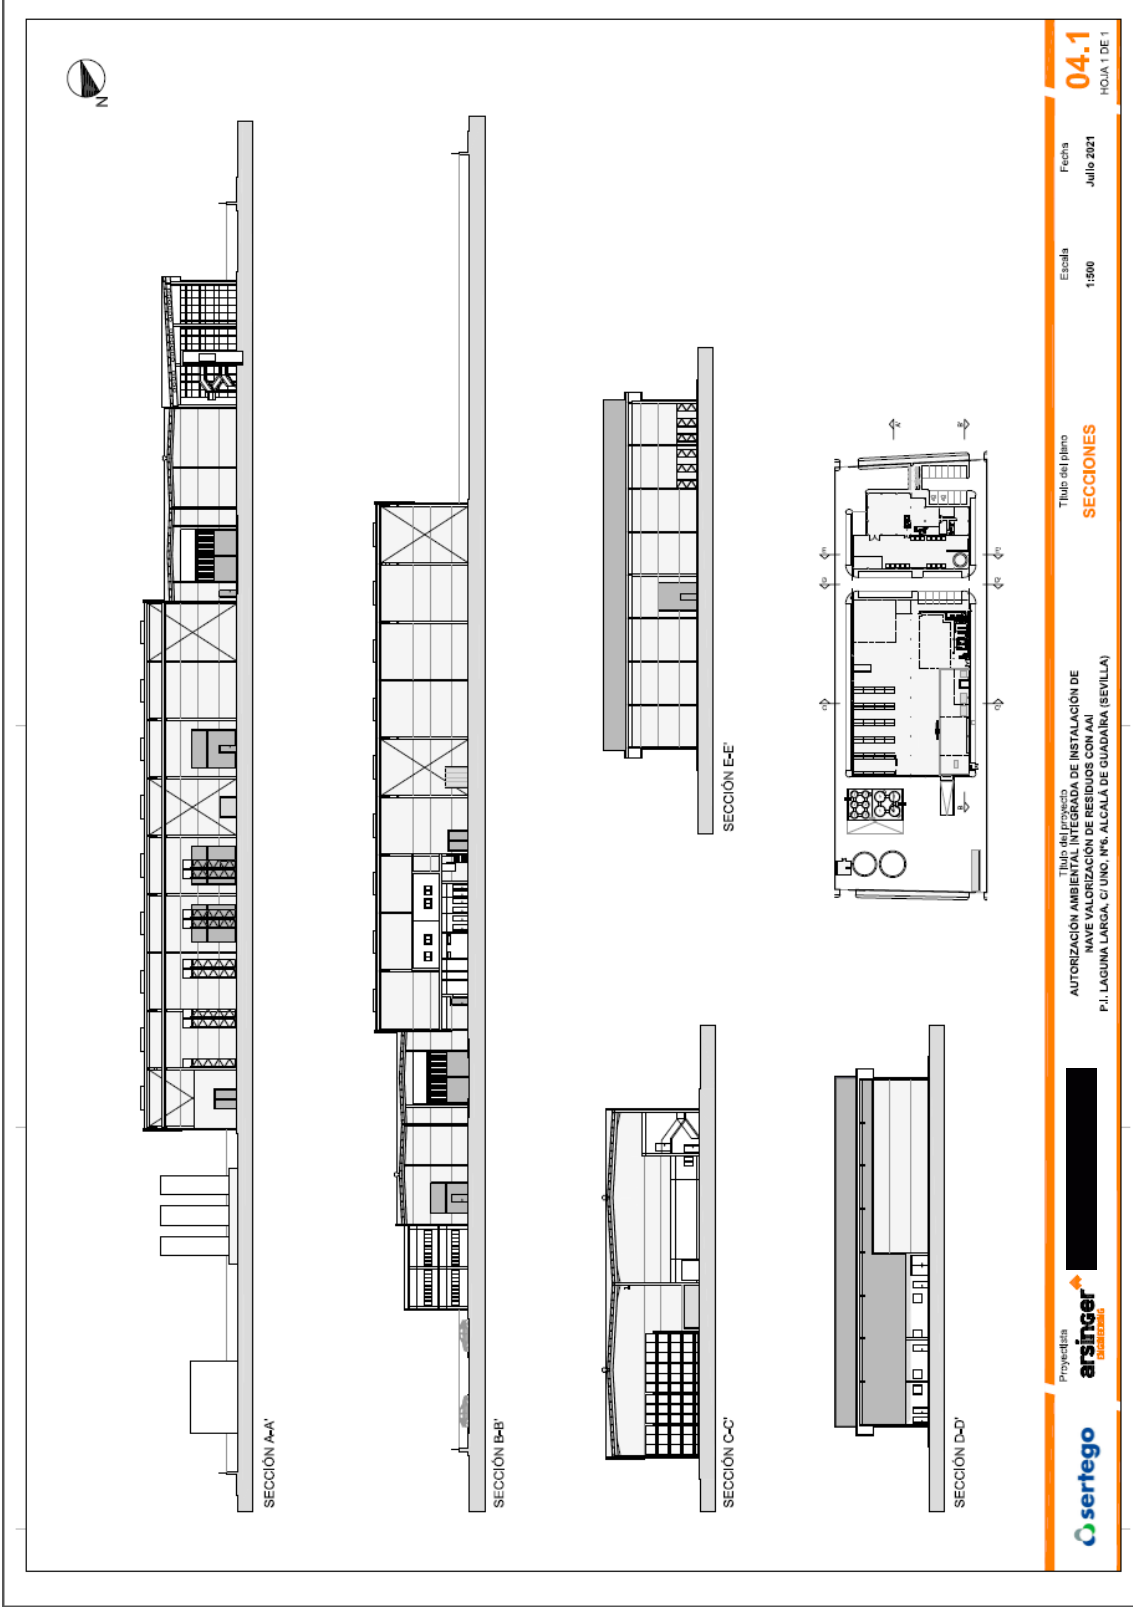 N
SECCIÓN A-A'
SECCIÓN B-B'
SECCIÓN C-C'
SECCIÓN E-E'
SECCIÓN D-D'
A'
B'
B
sertego
Proyectista
arsinger
ENGINEERING
Título del proyecto
AUTORIZACIÓN AMBIENTAL INTEGRADA DE INSTALACIÓN DE
NAVE VALORIZACIÓN DE RESIDUOS CON AAI
P.I. LAGUNA LARGA, C/ UNO, Nº6. ALCALÁ DE GUADAÍRA (SEVILLA)
Título del plano
SECCIONES
Escala
1:500
Fecha
Julio 2021
04.1
HOJA 1 DE 1